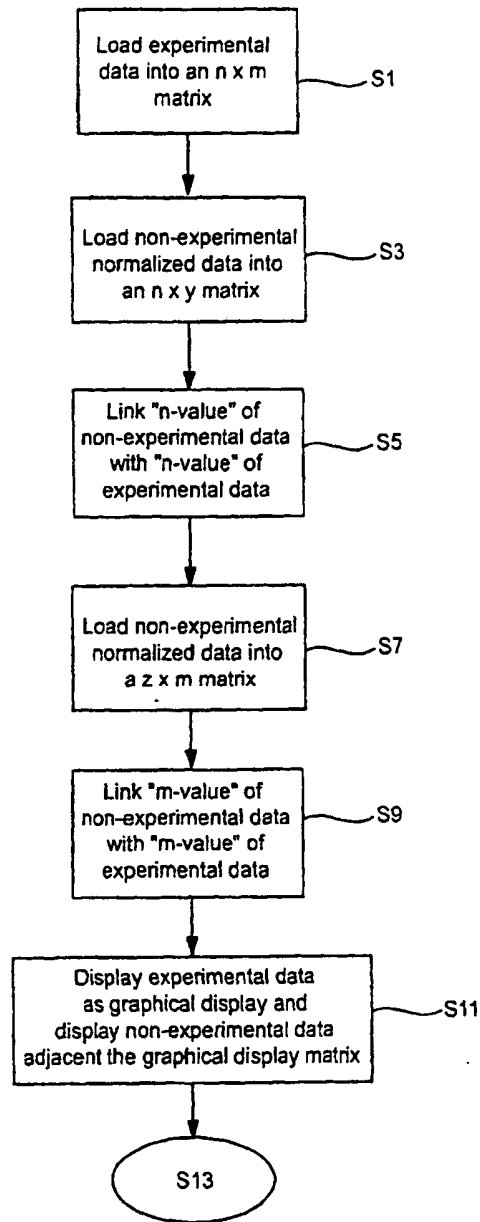 Load experimental
data into an n x m
matrix
S1
Load non-experimental
normalized data into
an n x y matrix
S3
Link "n-value" of
non-experimental data
with "n-value" of
experimental data
S5
Load non-experimental
normalized data into
a z x m matrix
S7
Link "m-value" of
non-experimental data
with "m-value" of
experimental data
S9
Display experimental data
as graphical display and
display non-experimental data
adjacent the graphical display matrix
S11
S13